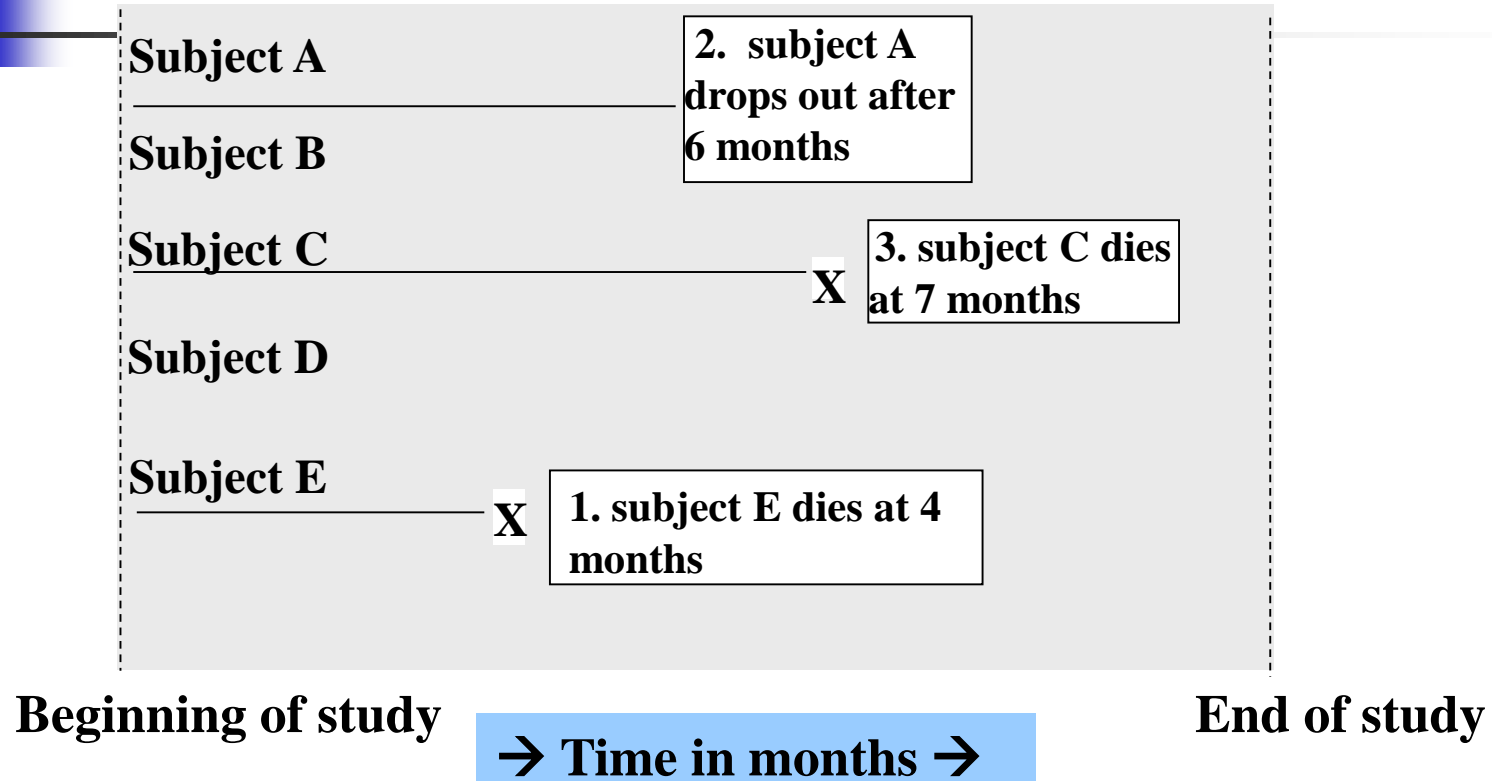 Subject A
2. subject A
drops out after
6 months
Subject B
Subject C
X
3. subject C dies
at 7 months
Subject D
Subject E
X
1. subject E dies at 4
months
Beginning of study
End of study
→ Time in months →